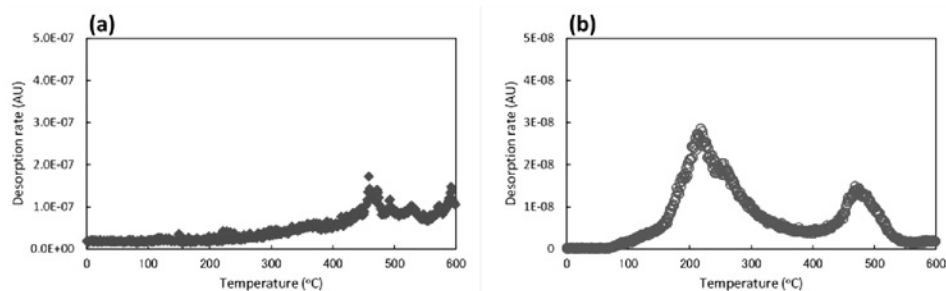 (a)
5.0E-07
4.0E-07
3.0E-07
2.0E-07
1.0E-07
0.0E+00
Desorption rate (AU)
0 100 200 300 400 500 600
Temperature (°C)
(b)
5E-08
4E-08
3E-08
2E-08
1E-08
0
Desorption rate (AU)
0 100 200 300 400 500 600
Temperature (°C)